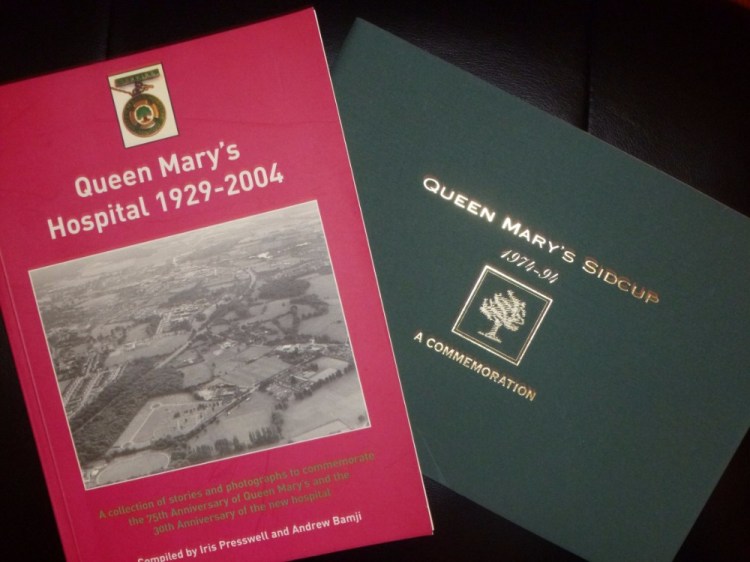 Queen Mary's
Hospital 1929-2004
A collection of stories and photographs to commemorate
the 75th Anniversary of Queen Mary's and the
30th Anniversary of the new hospital
Compiled by Iris Presswell and Andrew Bamji
QUEEN MARY'S SIDCUP
1974-94
A COMMEMORATION